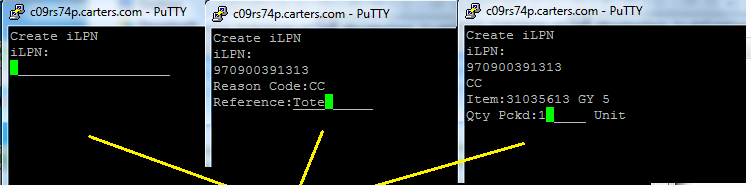 c09rs74p.carters.com - PuTTY
Create iLPN
iLPN:
c09rs74p.carters.com - PuTTY
Create iLPN
iLPN:
970900391313
Reason Code:CC
Reference:Tote
c09rs74p.carters.com - PuTTY
Create iLPN
iLPN:
970900391313
CC
Item:31035613 GY 5
Qty Pckd:1 Unit